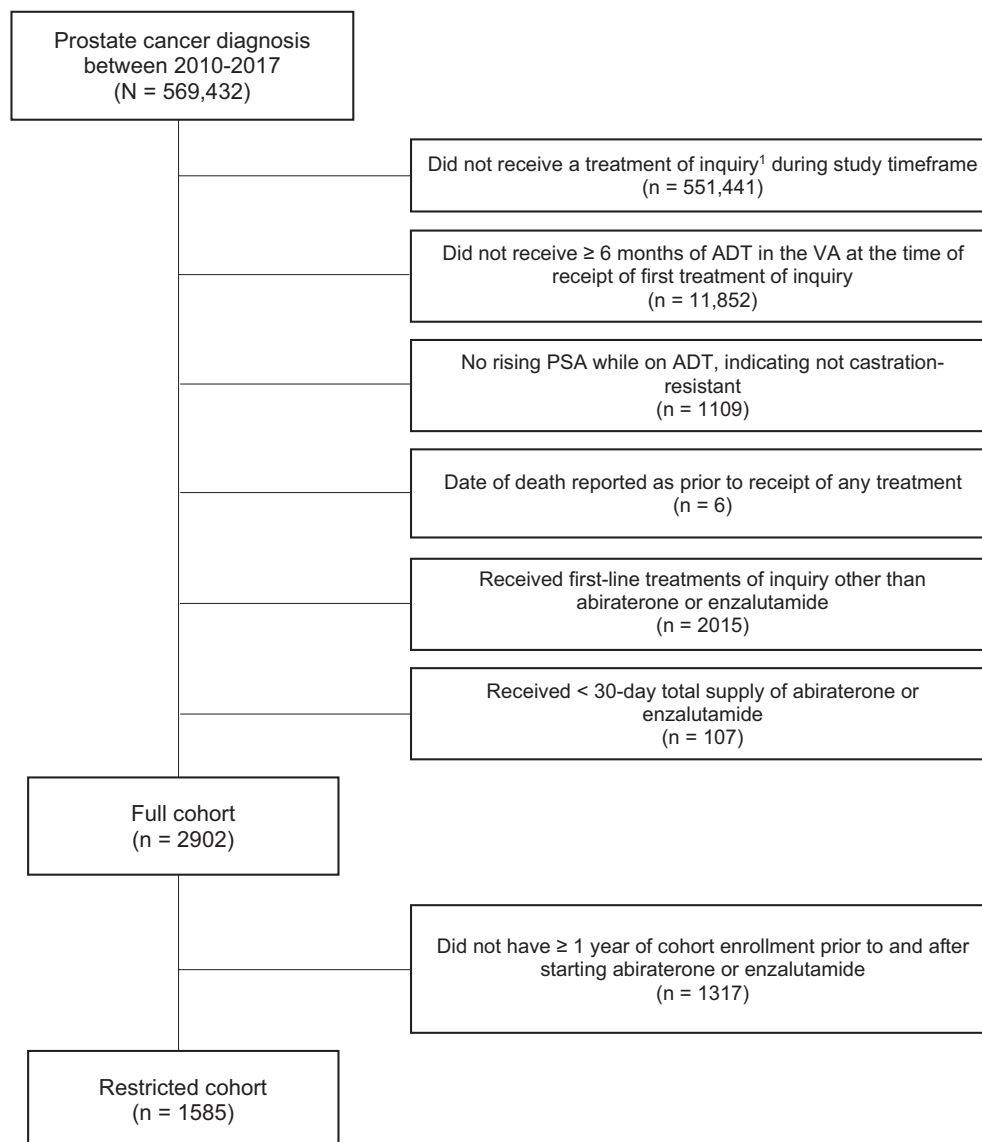 Prostate cancer diagnosis
between 2010-2017
(N = 569,432)
Did not receive a treatment of inquiry¹ during study timeframe
(n = 551,441)
Did not receive ≥ 6 months of ADT in the VA at the time of
receipt of first treatment of inquiry
(n = 11,852)
No rising PSA while on ADT, indicating not castration-
resistant
(n = 1109)
Date of death reported as prior to receipt of any treatment
(n = 6)
Received first-line treatments of inquiry other than
abiraterone or enzalutamide
(n = 2015)
Received < 30-day total supply of abiraterone or
enzalutamide
(n = 107)
Full cohort
(n = 2902)
Did not have ≥ 1 year of cohort enrollment prior to and after
starting abiraterone or enzalutamide
(n = 1317)
Restricted cohort
(n = 1585)